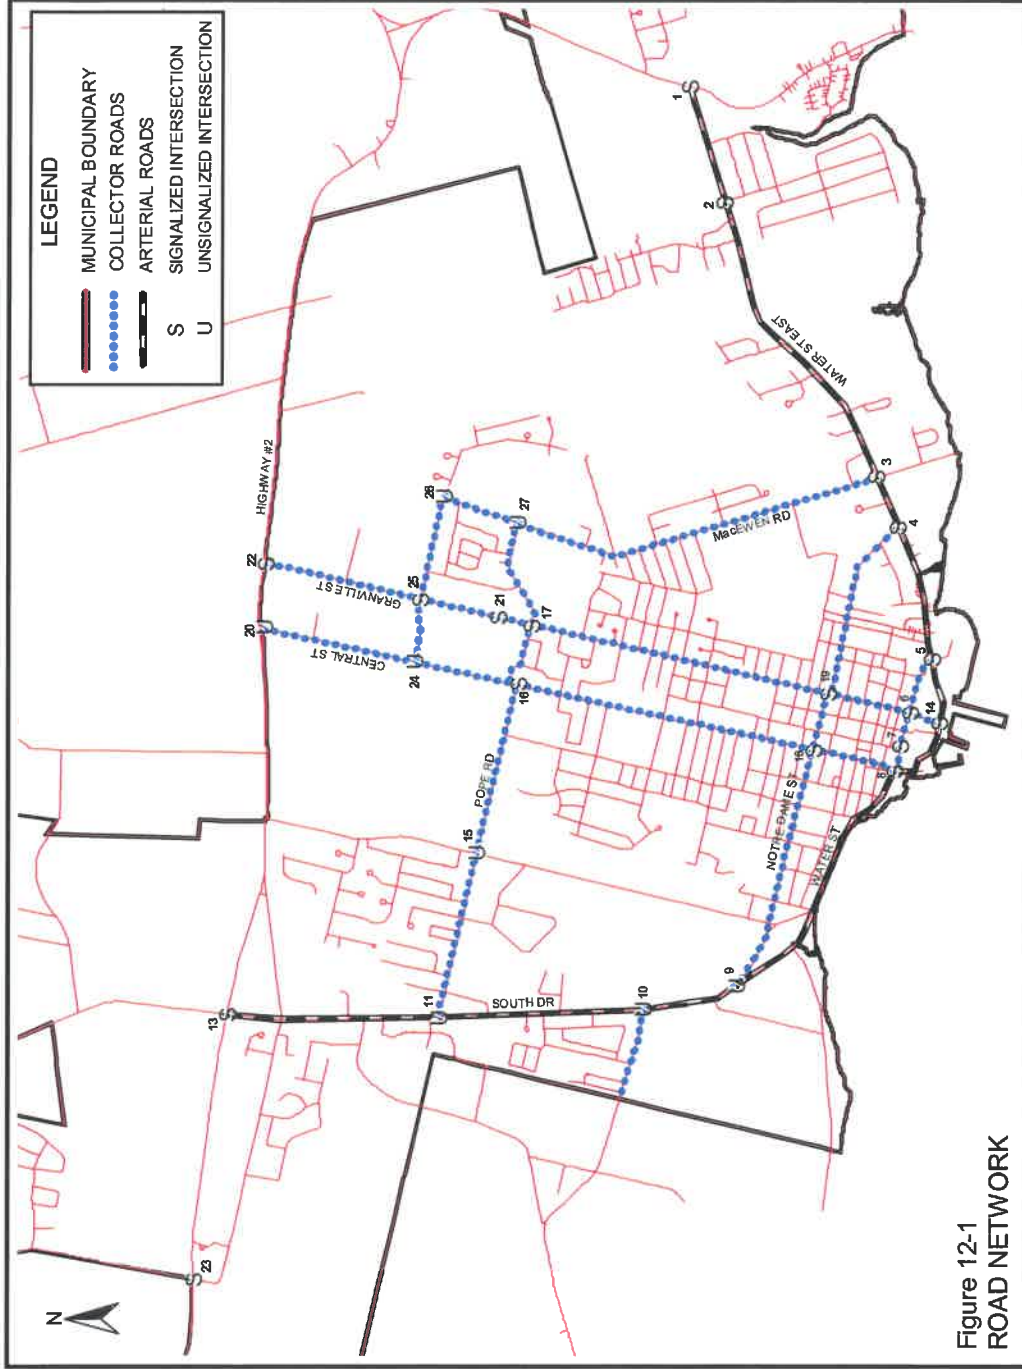 LEGEND
MUNICIPAL BOUNDARY
COLLECTOR ROADS
ARTERIAL ROADS
S SIGNALIZED INTERSECTION
U UNSIGNALIZED INTERSECTION
N
23
S
13
S
HIGHWAY #2
20
U
22
S
CENTRAL ST
GRANVILLE ST
24
U
25
S
26
U
21
S
27
U
11
U
15
U
POPE RD
16
S
17
S
SOUTH DR
10
U
9
U
NOTRE DAME ST
WATER ST
18
S
19
S
MacEWEN RD
WATER ST EAST
1
S
2
S
3
S
4
S
5
S
6
S
7
S
8
S
14
S
Figure 12-1
ROAD NETWORK